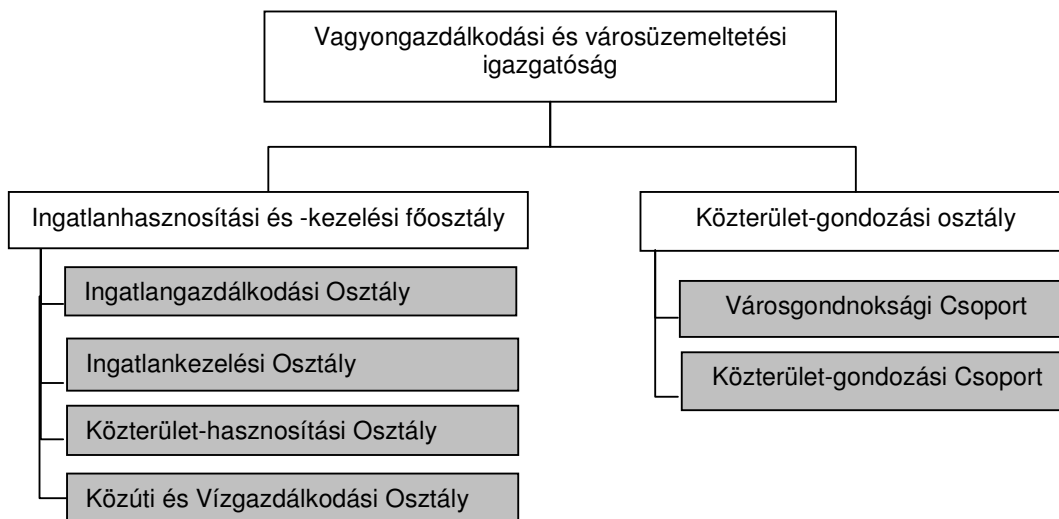 Vagyongazdálkodási és városüzemeltetési
igazgatóság
Ingatlanhasznosítási és -kezelési főosztály
Ingatlangazdálkodási Osztály
Ingatlankezelési Osztály
Közterület-hasznosítási Osztály
Közúti és Vízgazdálkodási Osztály
Közterület-gondozási osztály
Városgondnoksági Csoport
Közterület-gondozási Csoport